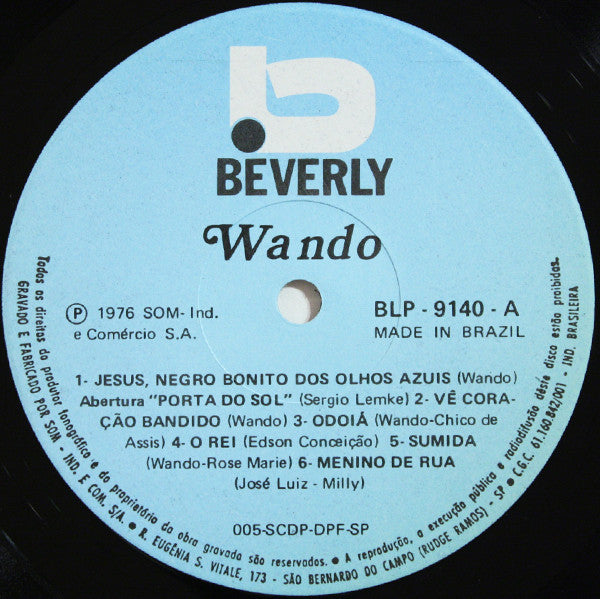 BEVERLY
Wando
Ⓟ 1976 SOM- Ind.
e Comércio S.A.
BLP - 9140 - A
MADE IN BRAZIL
1- JESUS, NEGRO BONITO DOS OLHOS AZUIS (Wando)
Abertura "PORTA DO SOL" (Sergio Lemke) 2- VÊ CORA-
ÇÃO BANDIDO (Wando) 3- ODOIÁ (Wando-Chico de
Assis) 4- O REI (Edson Conceição) 5- SUMIDA
(Wando-Rose Marie) 6- MENINO DE RUA
(José Luiz - Milly)
005-SCDP-DPF-SP
Todos os direitos do produtor fonográfico e do proprietário da obra gravada são reservados. ● A reprodução, a execução pública e radiodifusão deste disco estão proibidas.
GRAVADO E FABRICADO POR SOM - IND. E COM. S/A. ● R. EUGÊNIA S. VITALE, 173 - SÃO BERNARDO DO CAMPO (RUDGE RAMOS) - SP ● C.G.C. 61.160.842/001 - IND. BRASILEIRA